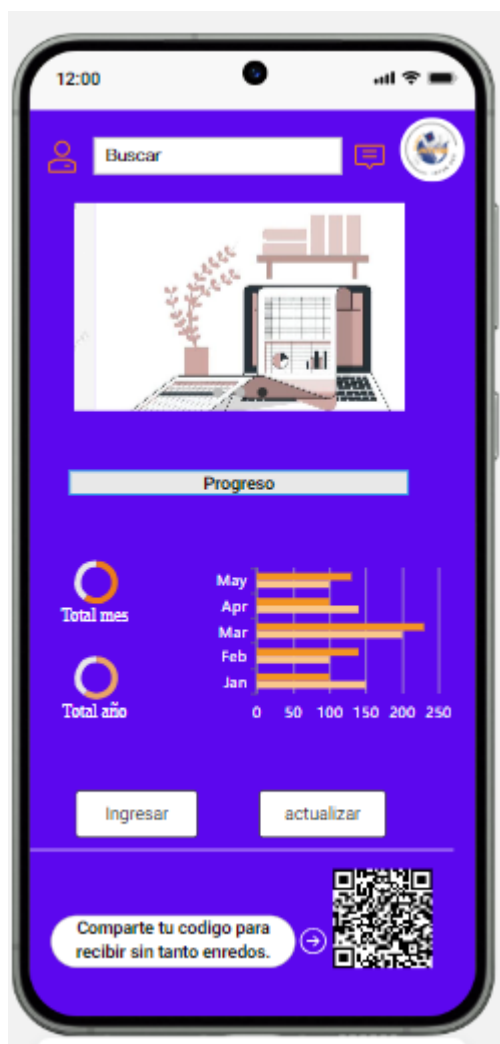 12:00
Buscar
Progreso
Total mes
Total año
May
Apr
Mar
Feb
Jan
0 50 100 150 200 250
Ingresar
actualizar
Comparte tu codigo para
recibir sin tanto enredos.